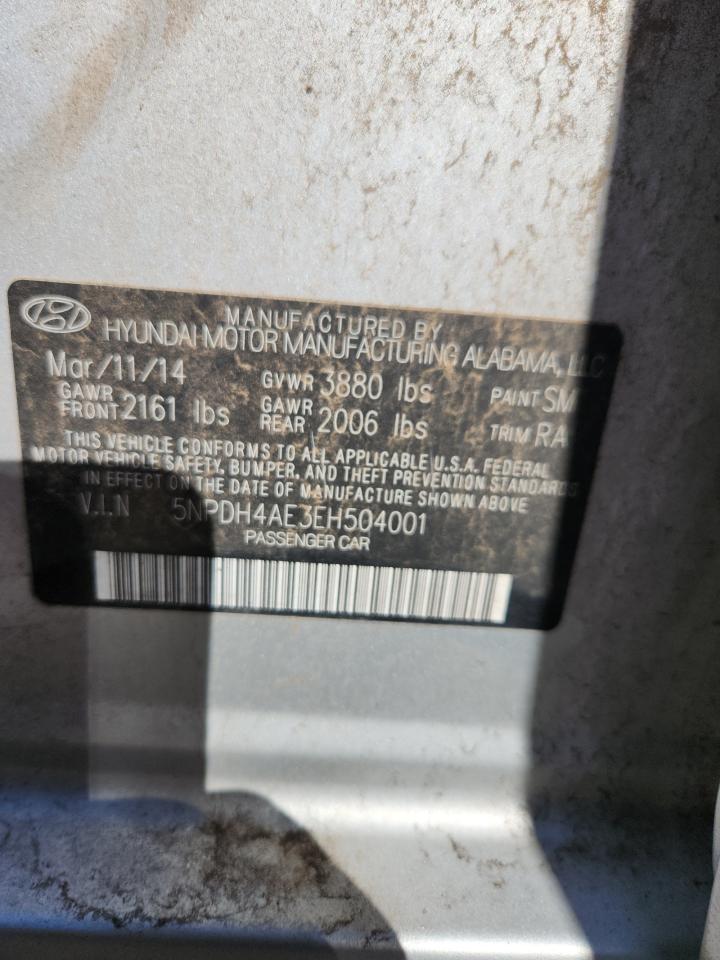 MANUFACTURED BY
HYUNDAI MOTOR MANUFACTURING ALABAMA, LLC
Mar/11/14 GVWR 3880 lbs PAINT SM
GAWR FRONT 2161 lbs GAWR REAR 2006 lbs TRIM RA
THIS VEHICLE CONFORMS TO ALL APPLICABLE U.S.A. FEDERAL
MOTOR VEHICLE SAFETY, BUMPER, AND THEFT PREVENTION STANDARDS
IN EFFECT ON THE DATE OF MANUFACTURE SHOWN ABOVE
V.I.N 5NPDH4AE3EH504001
PASSENGER CAR